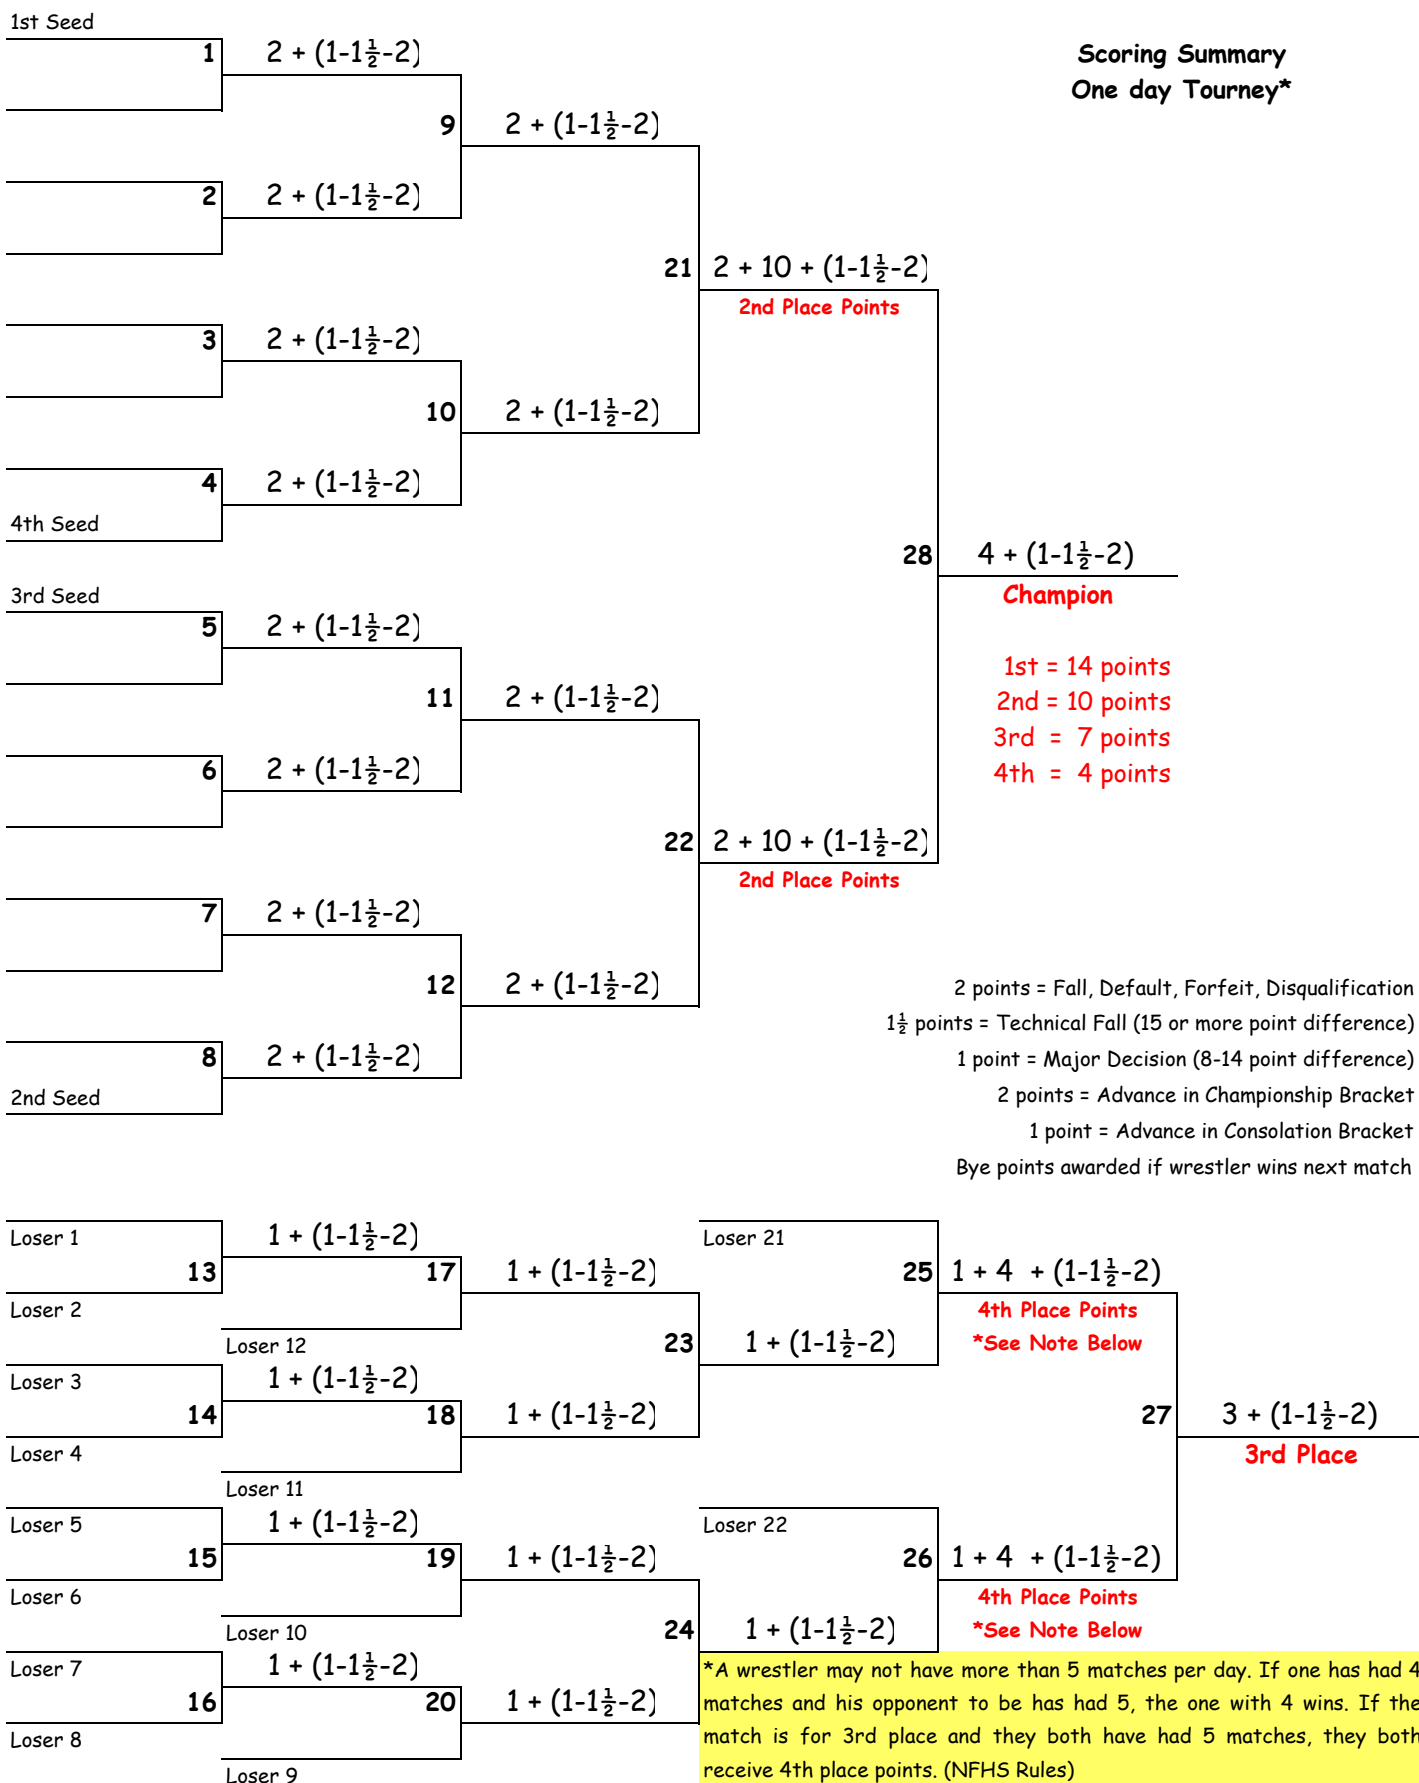 1st Seed
1
2 + (1-1½-2)
Scoring Summary
One day Tourney*
9
2 + (1-1½-2)
2
2 + (1-1½-2)
21
2 + 10 + (1-1½-2)
2nd Place Points
3
2 + (1-1½-2)
10
2 + (1-1½-2)
4
2 + (1-1½-2)
4th Seed
28
4 + (1-1½-2)
Champion
3rd Seed
5
2 + (1-1½-2)
1st = 14 points
2nd = 10 points
3rd = 7 points
4th = 4 points
11
2 + (1-1½-2)
6
2 + (1-1½-2)
22
2 + 10 + (1-1½-2)
2nd Place Points
7
2 + (1-1½-2)
12
2 + (1-1½-2)
8
2 + (1-1½-2)
2nd Seed
2 points = Fall, Default, Forfeit, Disqualification
1½ points = Technical Fall (15 or more point difference)
1 point = Major Decision (8-14 point difference)
2 points = Advance in Championship Bracket
1 point = Advance in Consolation Bracket
Bye points awarded if wrestler wins next match
Loser 1
1 + (1-1½-2)
Loser 21
13
17
1 + (1-1½-2)
25
1 + 4 + (1-1½-2)
Loser 2
4th Place Points
Loser 12
23
1 + (1-1½-2)
*See Note Below
Loser 3
1 + (1-1½-2)
14
18
1 + (1-1½-2)
27
3 + (1-1½-2)
Loser 4
3rd Place
Loser 11
Loser 5
1 + (1-1½-2)
Loser 22
15
19
1 + (1-1½-2)
26
1 + 4 + (1-1½-2)
Loser 6
4th Place Points
Loser 10
24
1 + (1-1½-2)
*See Note Below
Loser 7
1 + (1-1½-2)
16
20
1 + (1-1½-2)
Loser 8
Loser 9
*A wrestler may not have more than 5 matches per day. If one has had 4
matches and his opponent to be has had 5, the one with 4 wins. If the
match is for 3rd place and they both have had 5 matches, they both
receive 4th place points. (NFHS Rules)